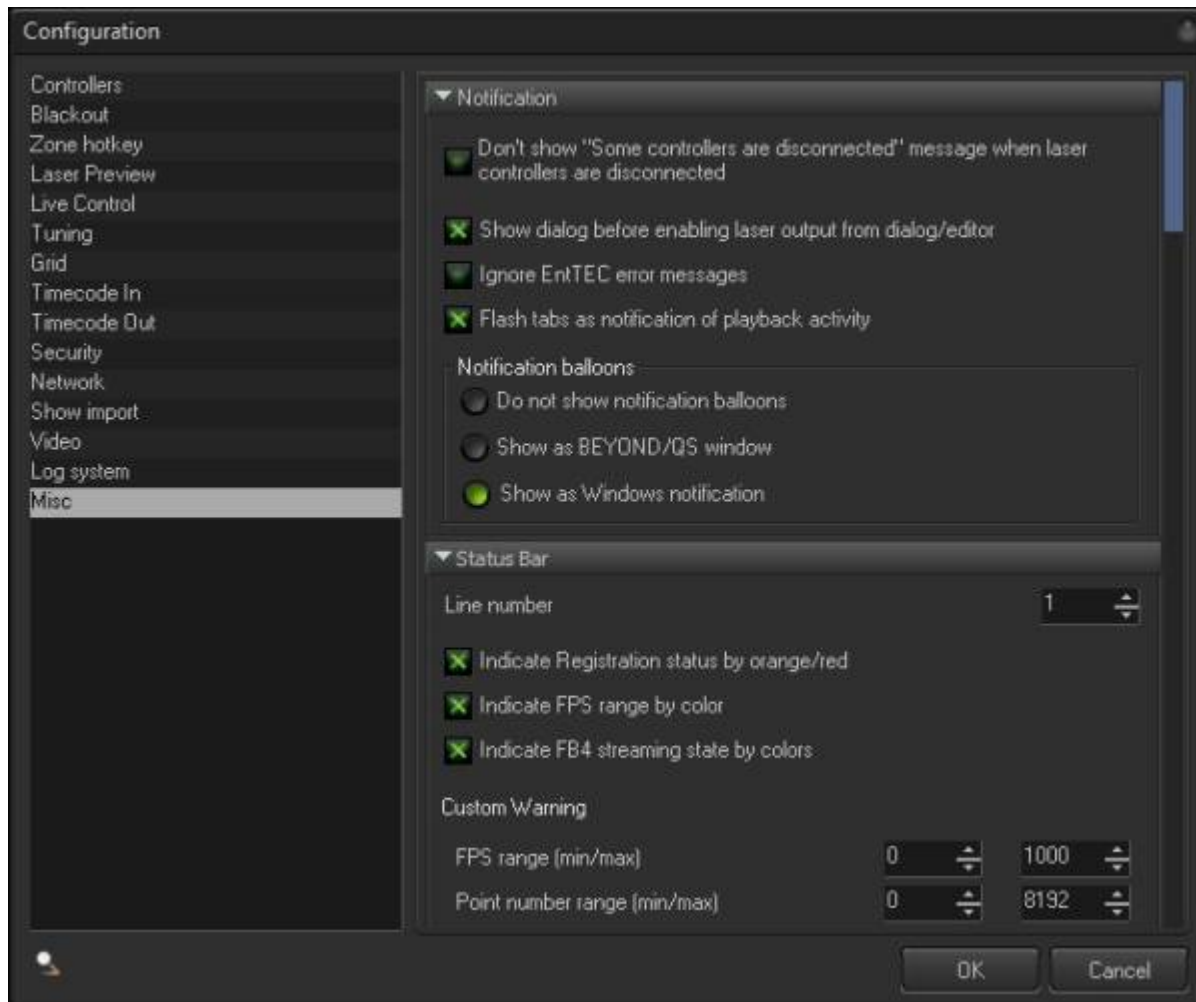 Configuration
Controllers
Blackout
Zone hotkey
Laser Preview
Live Control
Tuning
Grid
Timecode In
Timecode Out
Security
Network
Show import
Video
Log system
Misc
Notification
Don't show "Some controllers are disconnected" message when laser
controllers are disconnected
Show dialog before enabling laser output from dialog/editor
Ignore EntTEC error messages
Flash tabs as notification of playback activity
Notification balloons
Do not show notification balloons
Show as BEYOND/QS window
Show as Windows notification
Status Bar
Line number 1
Indicate Registration status by orange/red
Indicate FPS range by color
Indicate FB4 streaming state by colors
Custom Warning
FPS range (min/max) 0 1000
Point number range (min/max) 0 8192
OK Cancel